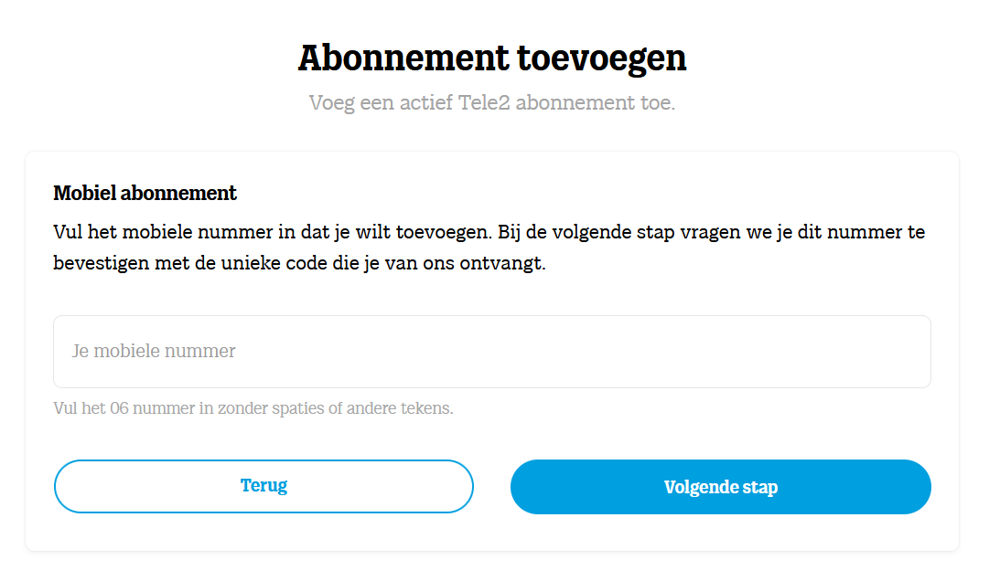 Abonnement toevoegen
Voeg een actief Tele2 abonnement toe.
Mobiel abonnement
Vul het mobiele nummer in dat je wilt toevoegen. Bij de volgende stap vragen we je dit nummer te
bevestigen met de unieke code die je van ons ontvangt.
Je mobiele nummer
Vul het 06 nummer in zonder spaties of andere tekens.
Terug
Volgende stap